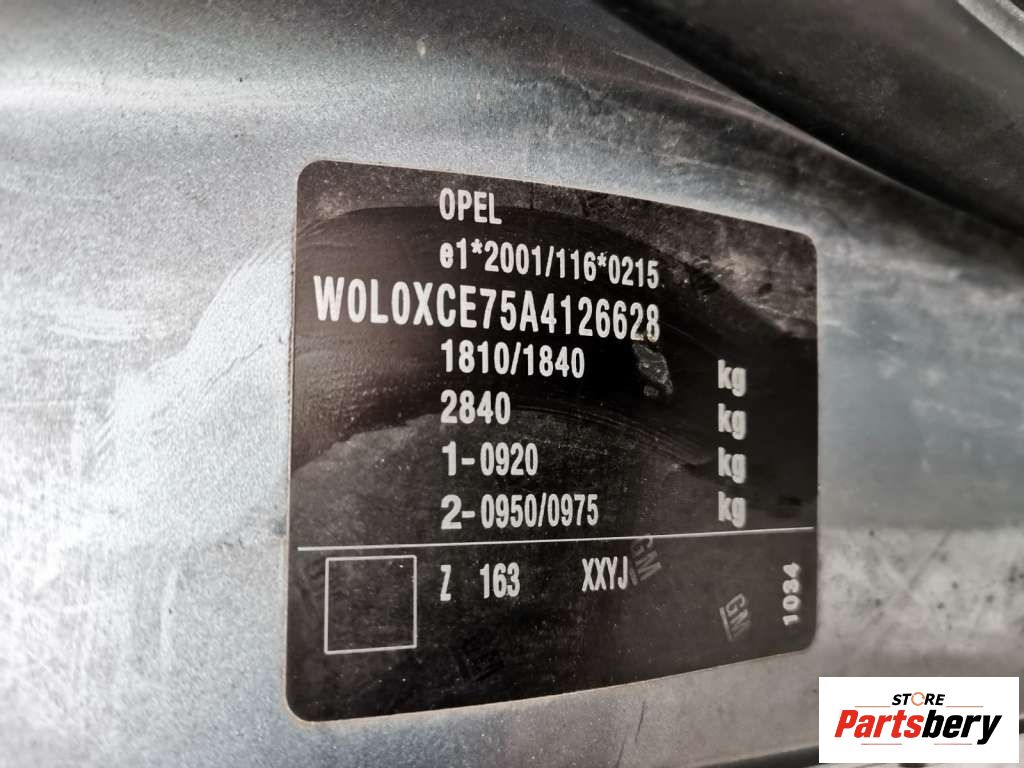 OPEL
e1*2001/116*0215
W0L0XCE75A4126628
1810/1840 kg
2840 kg
1-0920 kg
2-0950/0975 kg
Z 163 XXYJ
1034
GM
GM
GM
STORE
Partsbery